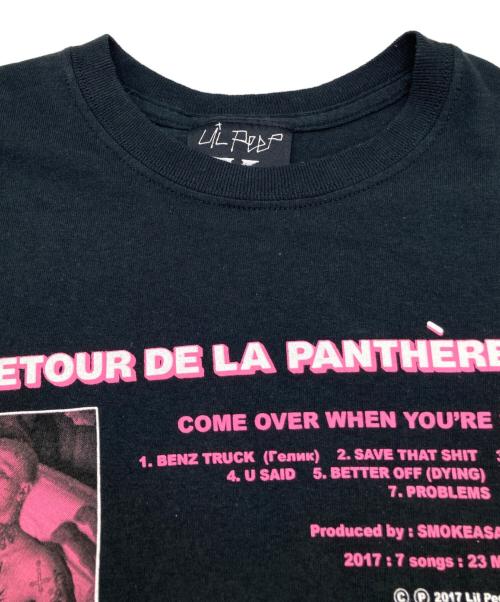 LiL PEEP
ETOUR DE LA PANTHÈRE
COME OVER WHEN YOU'RE
1. BENZ TRUCK (Гелик) 2. SAVE THAT SHIT 3
4. U SAID 5. BETTER OFF (DYING)
7. PROBLEMS
Produced by : SMOKEASA
2017 : 7 songs : 23 M
© ℗ 2017 Lil Pe